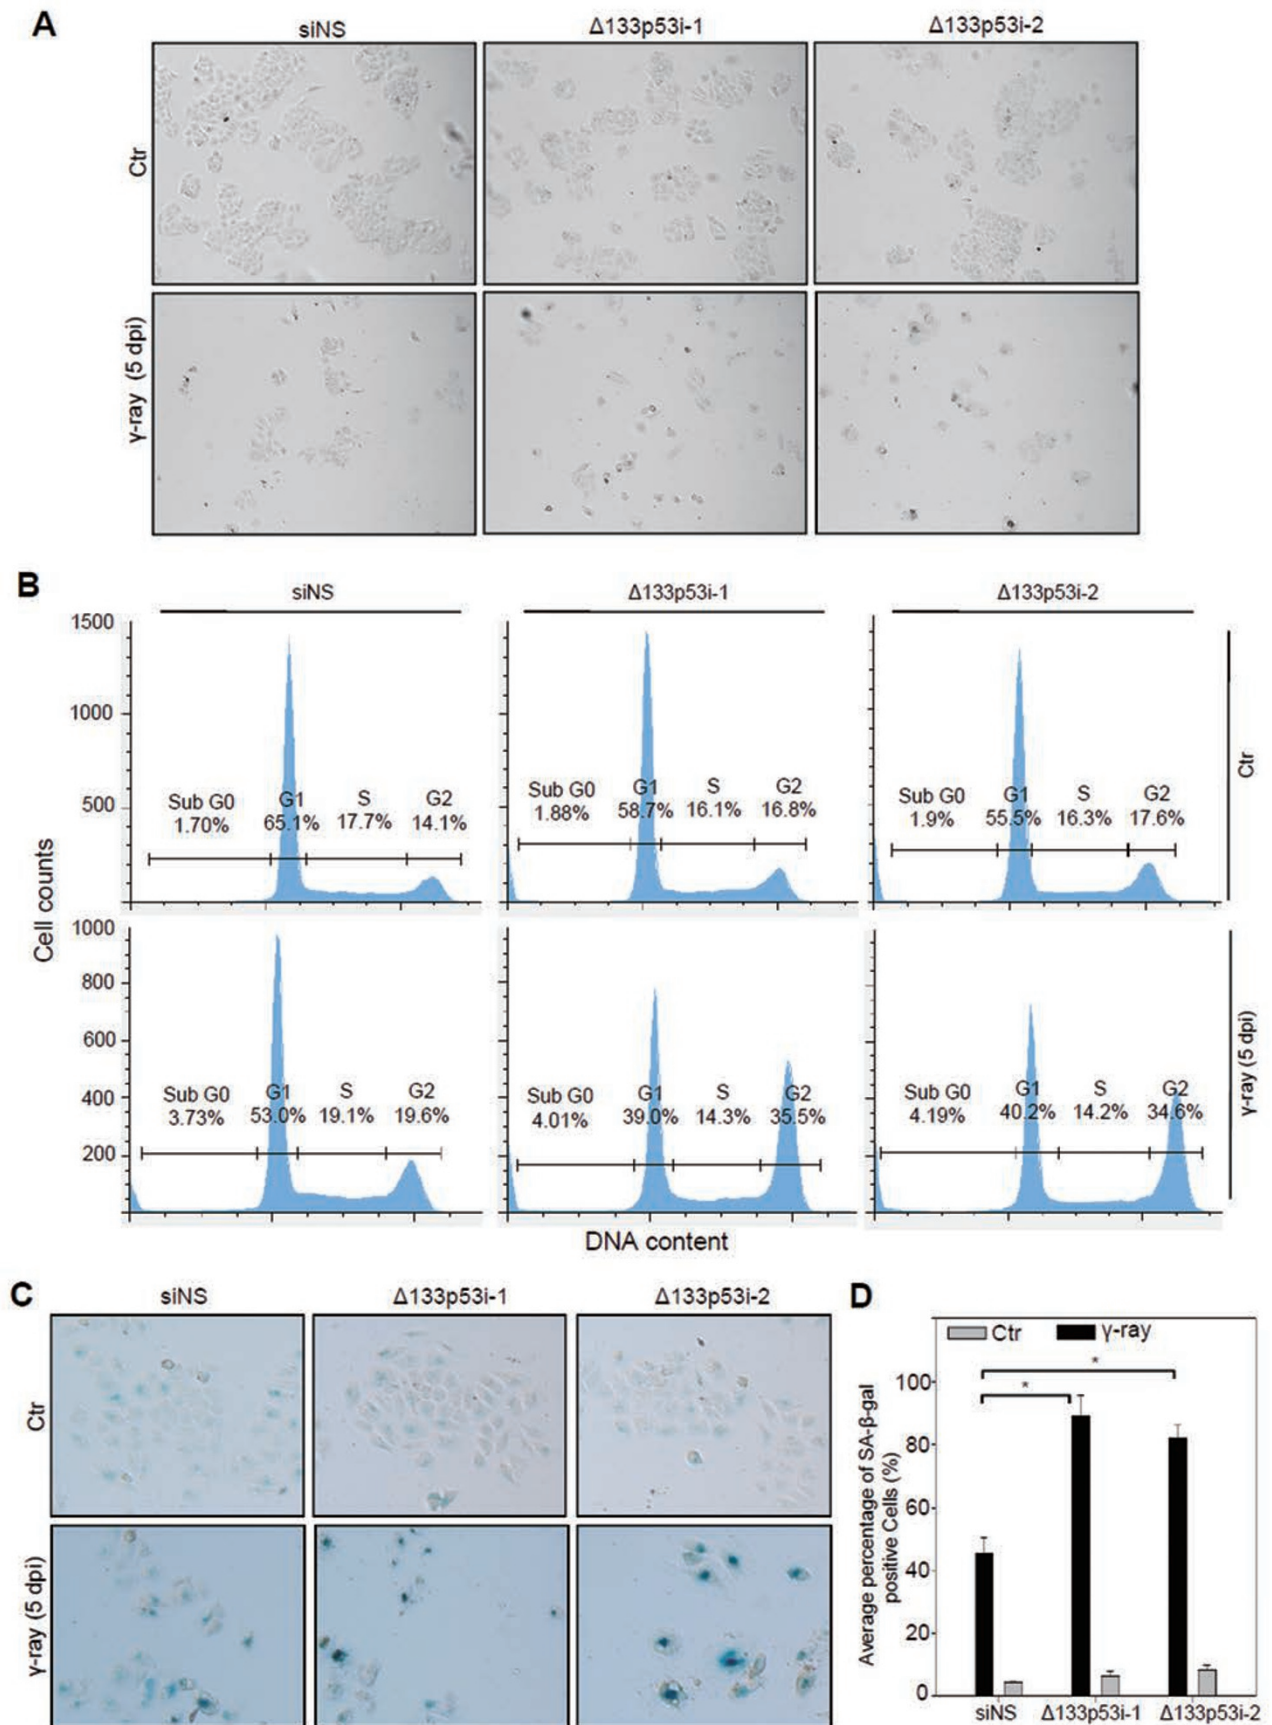 A
siNS
Δ133p53i-1
Δ133p53i-2
Ctr
γ-ray (5 dpi)
B
siNS
Δ133p53i-1
Δ133p53i-2
Cell counts
1500
1000
500
Sub G0
1.70%
G1
65.1%
S
17.7%
G2
14.1%
Sub G0
1.88%
G1
58.7%
S
16.1%
G2
16.8%
Sub G0
1.9%
G1
55.5%
S
16.3%
G2
17.6%
Ctr
1000
800
600
400
200
Sub G0
3.73%
G1
53.0%
S
19.1%
G2
19.6%
Sub G0
4.01%
G1
39.0%
S
14.3%
G2
35.5%
Sub G0
4.19%
G1
40.2%
S
14.2%
G2
34.6%
γ-ray (5 dpi)
DNA content
C
siNS
Δ133p53i-1
Δ133p53i-2
Ctr
γ-ray (5 dpi)
D
Ctr
γ-ray
*
*
Average percentage of SA-β-gal
positive Cells (%)
100
80
60
40
20
0
siNS
Δ133p53i-1
Δ133p53i-2